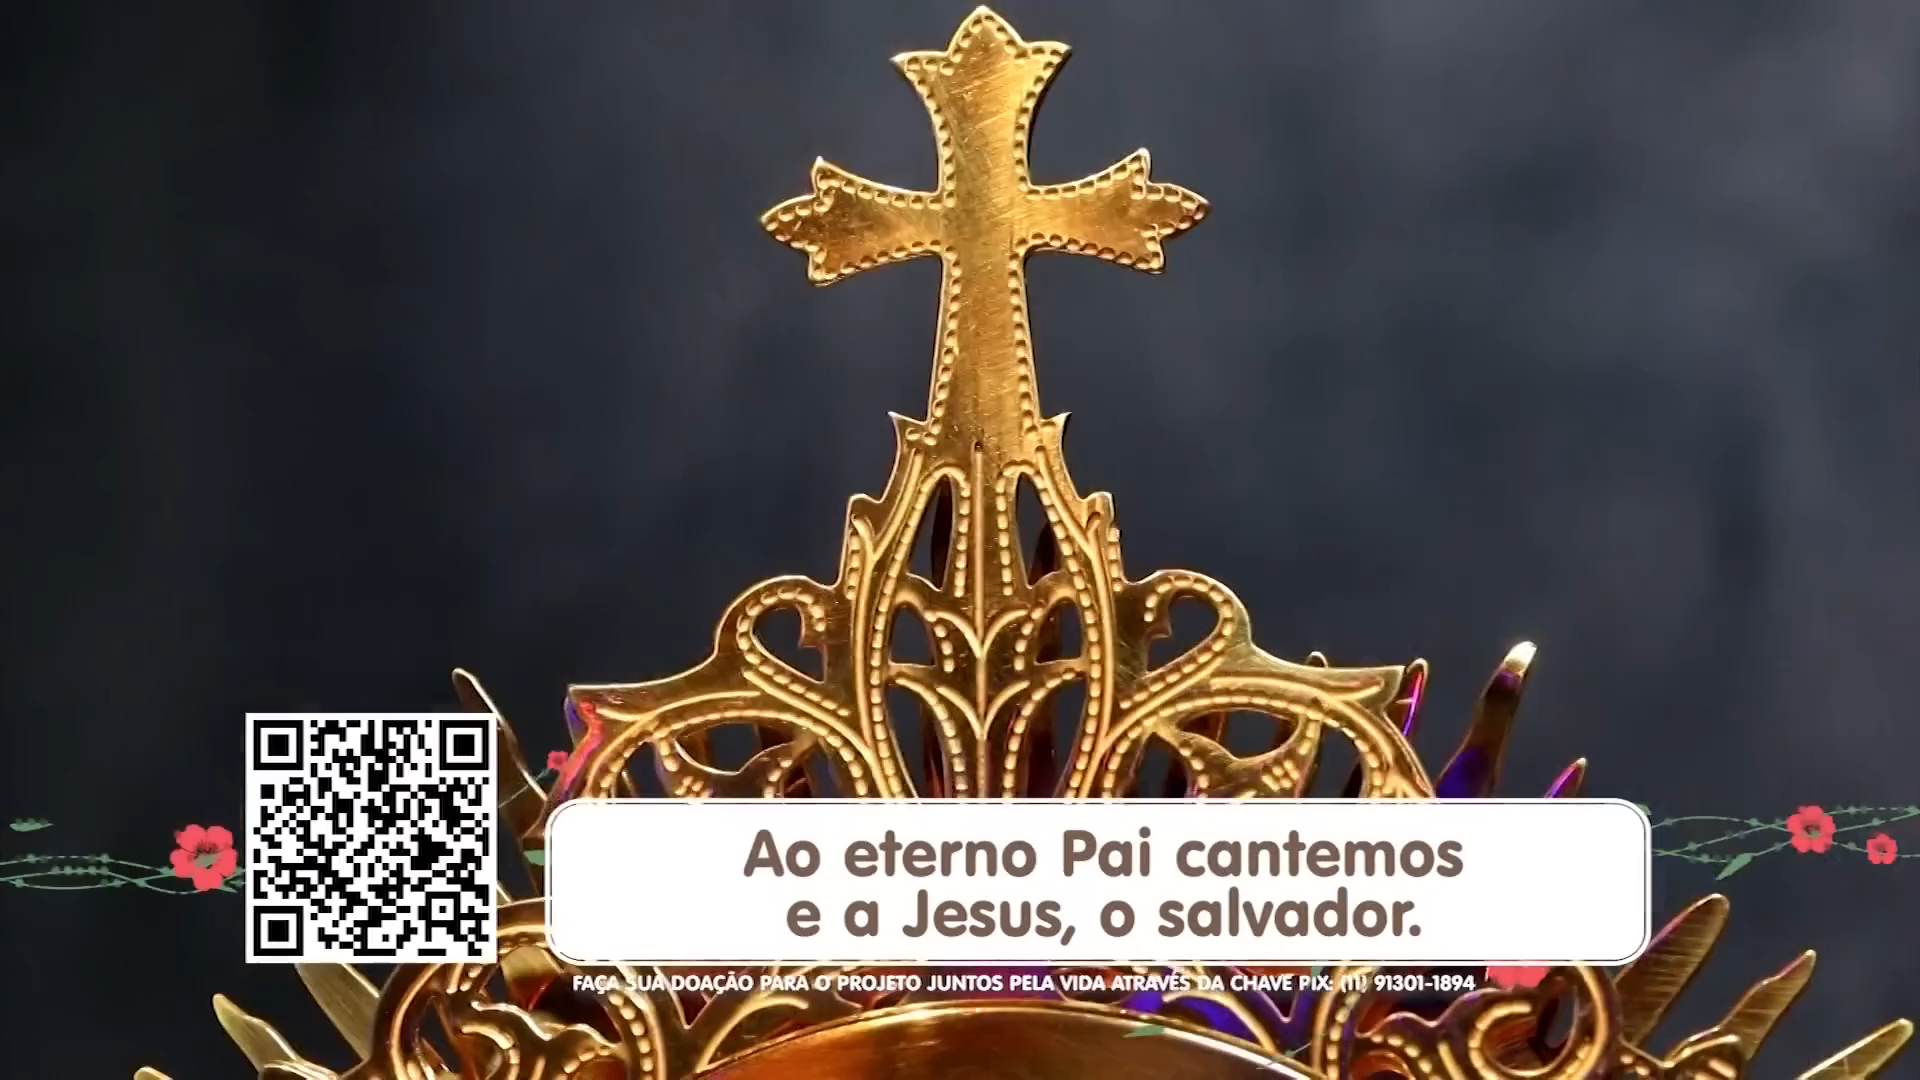 Ao eterno Pai cantemos
e a Jesus, o salvador.
FAÇA SUA DOAÇÃO PARA O PROJETO JUNTOS PELA VIDA ATRAVÉS DA CHAVE PIX: (11) 91301-1894